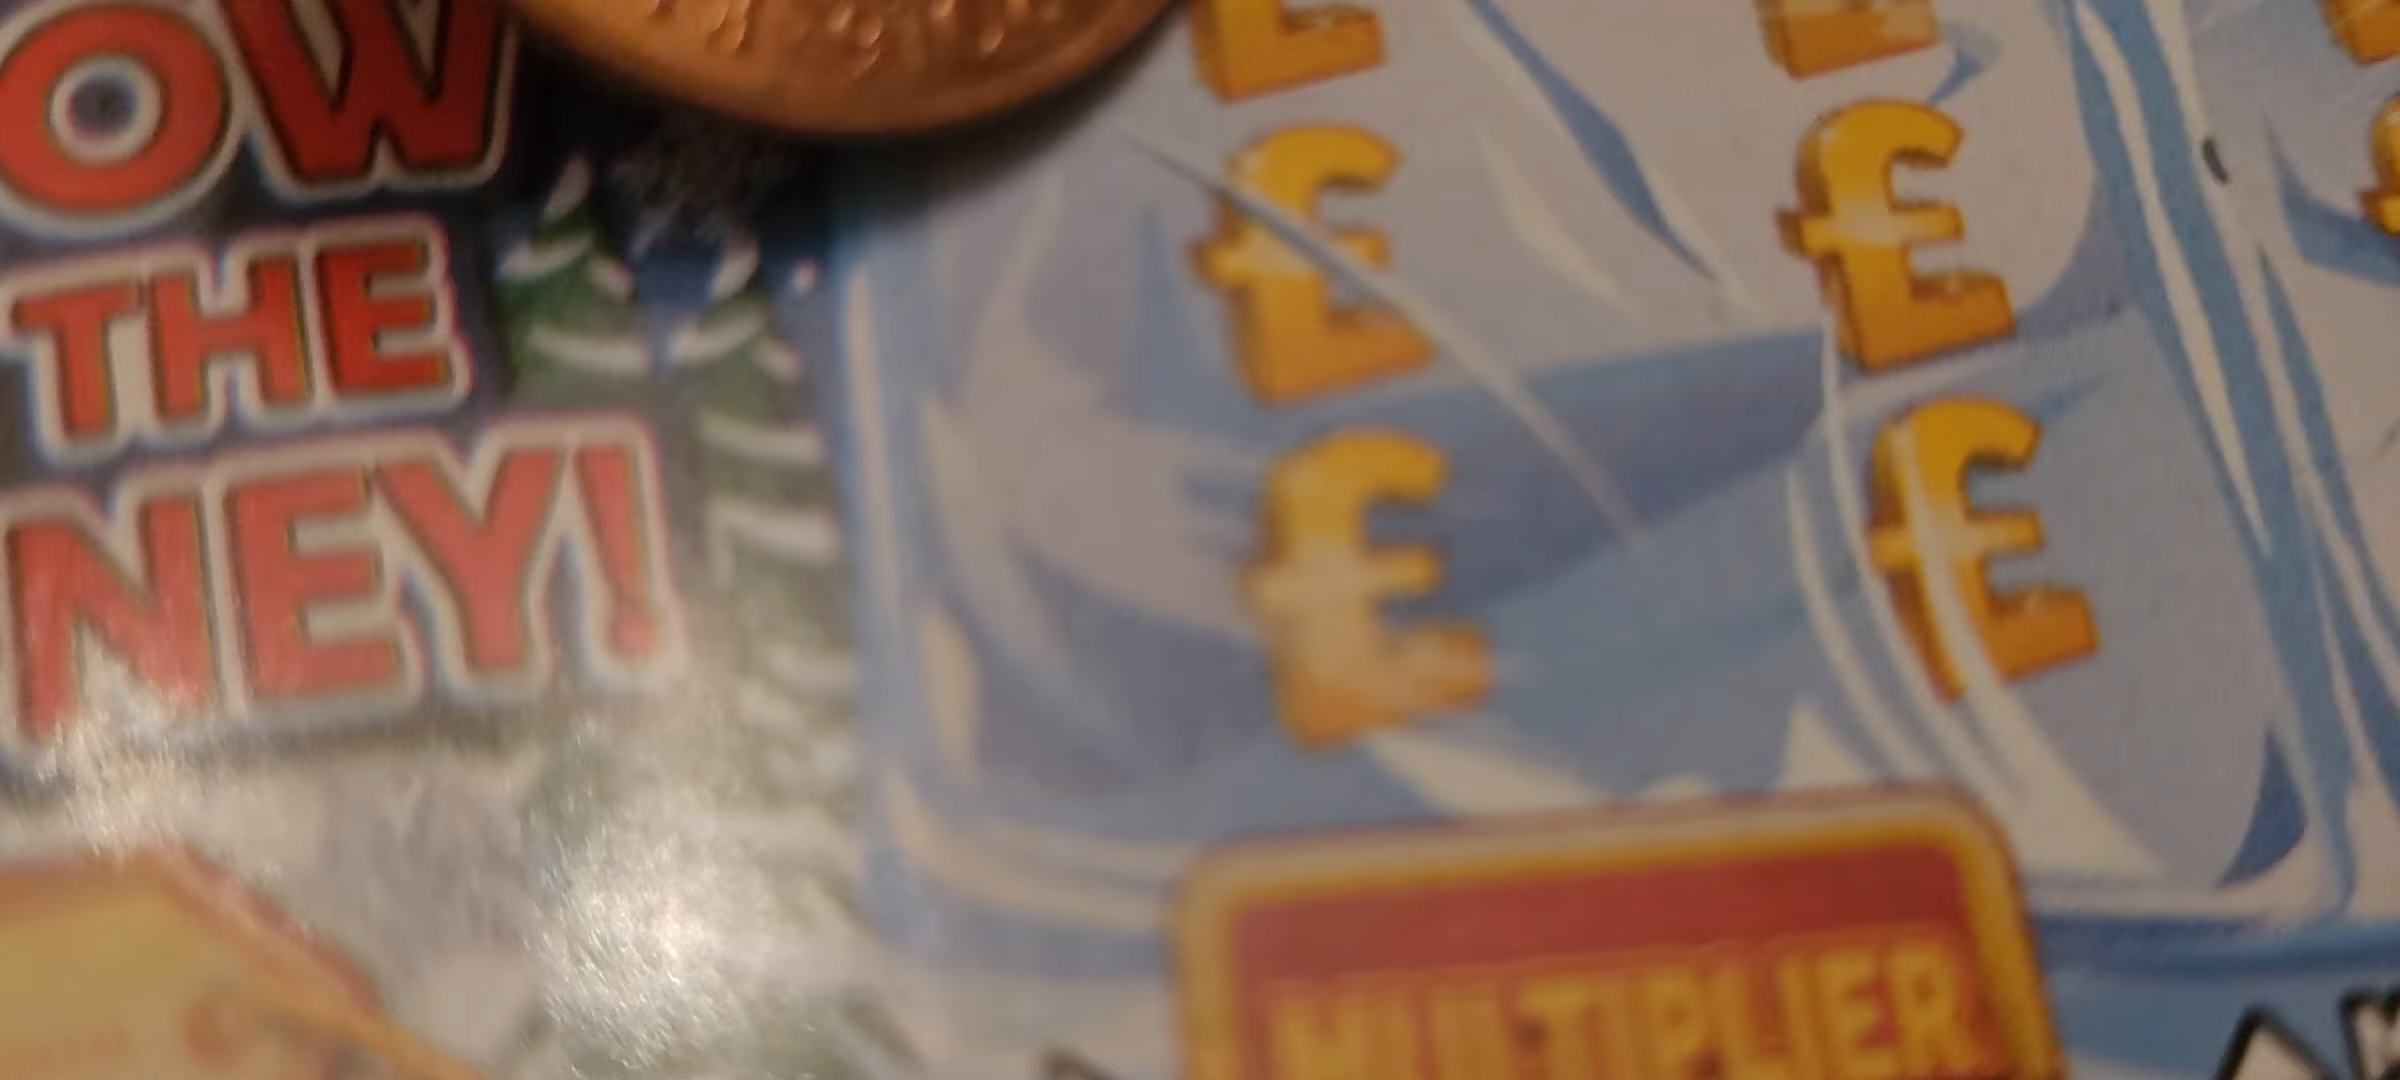 OW
THE
NEY!
£ £
£ £ £
£ £
MULTIPLIER